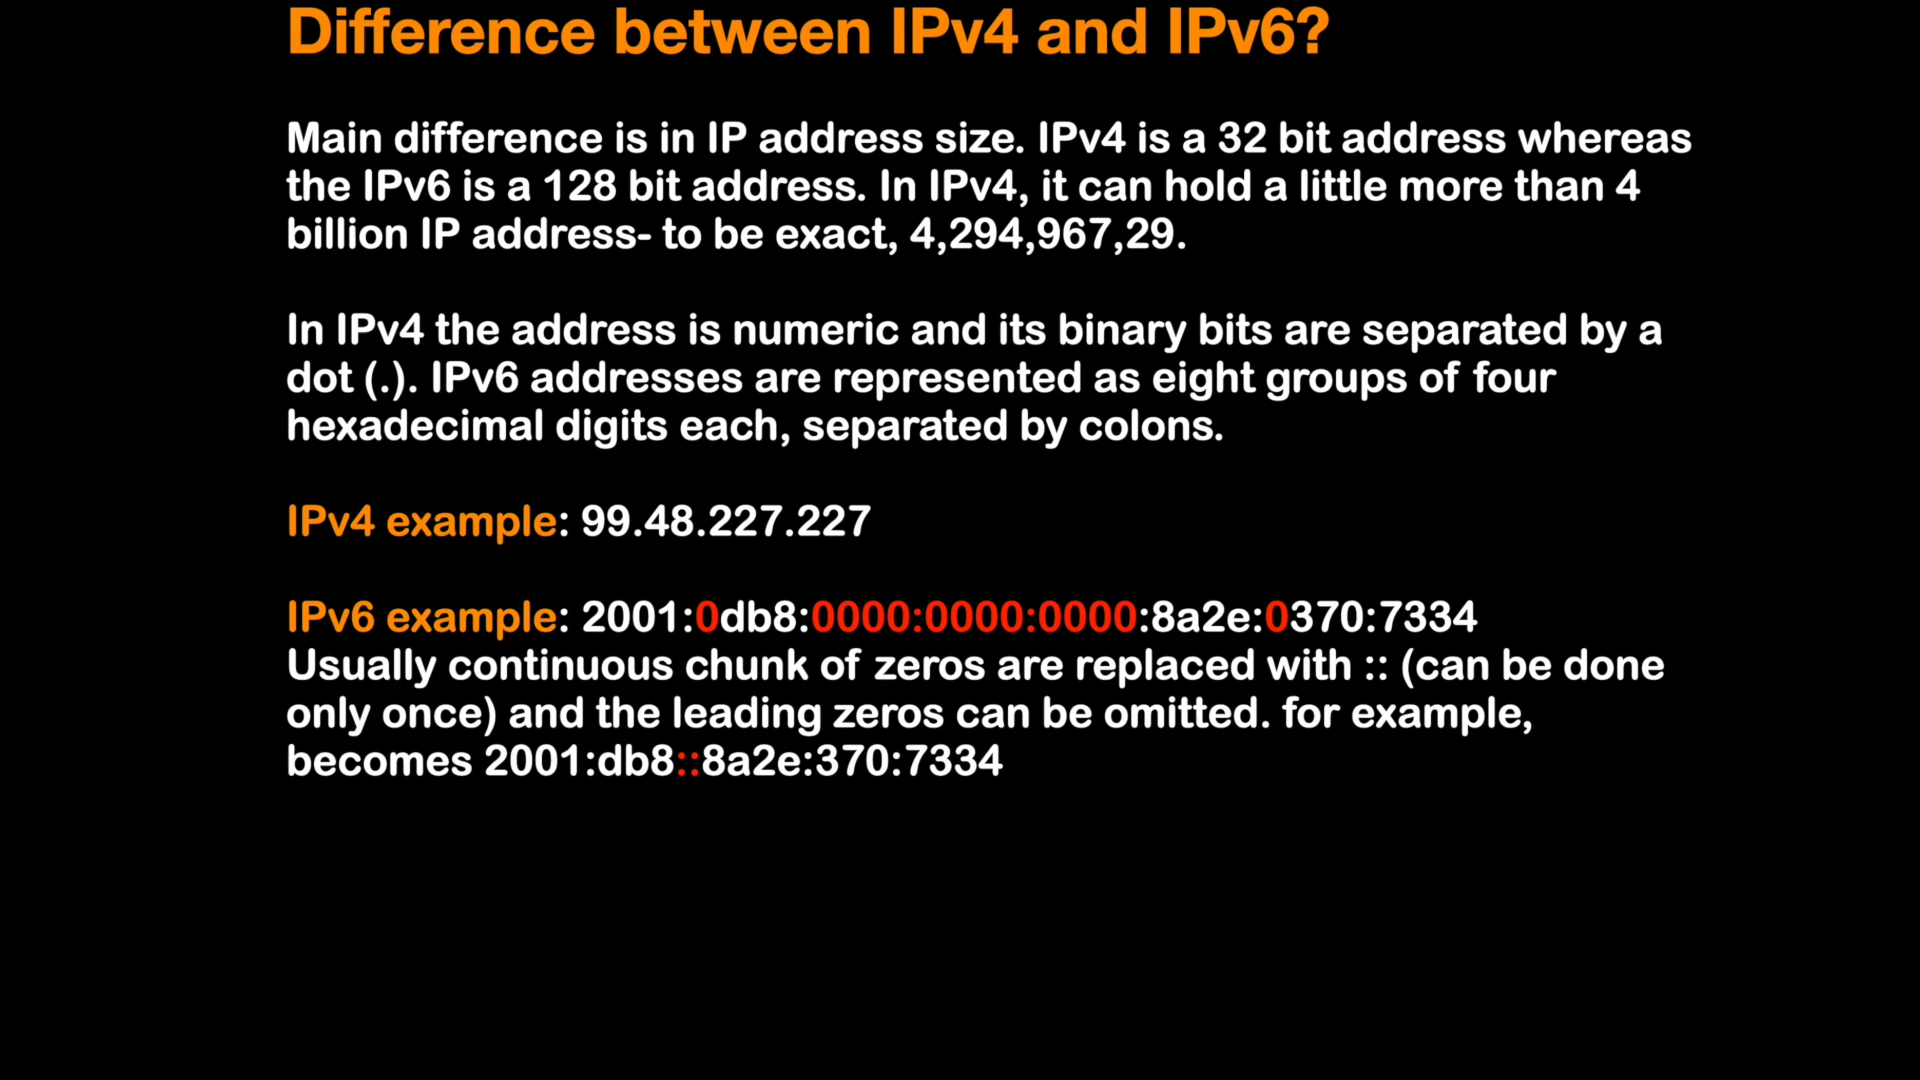 Difference between IPv4 and IPv6?
Main difference is in IP address size. IPv4 is a 32 bit address whereas
the IPv6 is a 128 bit address. In IPv4, it can hold a little more than 4
billion IP address- to be exact, 4,294,967,29.
In IPv4 the address is numeric and its binary bits are separated by a
dot (.). IPv6 addresses are represented as eight groups of four
hexadecimal digits each, separated by colons.
IPv4 example: 99.48.227.227
IPv6 example: 2001:0db8:0000:0000:0000:8a2e:0370:7334
Usually continuous chunk of zeros are replaced with :: (can be done
only once) and the leading zeros can be omitted. for example,
becomes 2001:db8::8a2e:370:7334